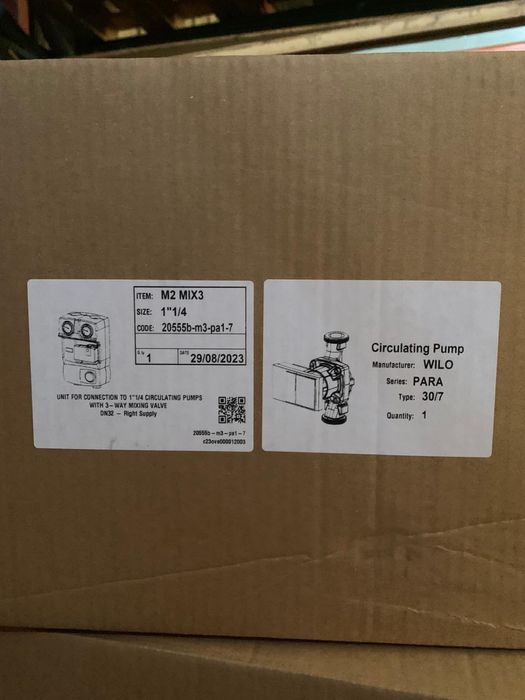 ITEM: M2 MIX3
SIZE: 1"1/4
CODE: 20555b-m3-pa1-7
1 DATE 29/08/2023
UNIT FOR CONNECTION TO 1"1/4 CIRCULATING PUMPS
WITH 3-WAY MIXING VALVE
DN32 - Right Supply
20555b-m3-pa1-7
c23ove000012003
Circulating Pump
Manufacturer: WILO
Series: PARA
Type: 30/7
Quantity: 1